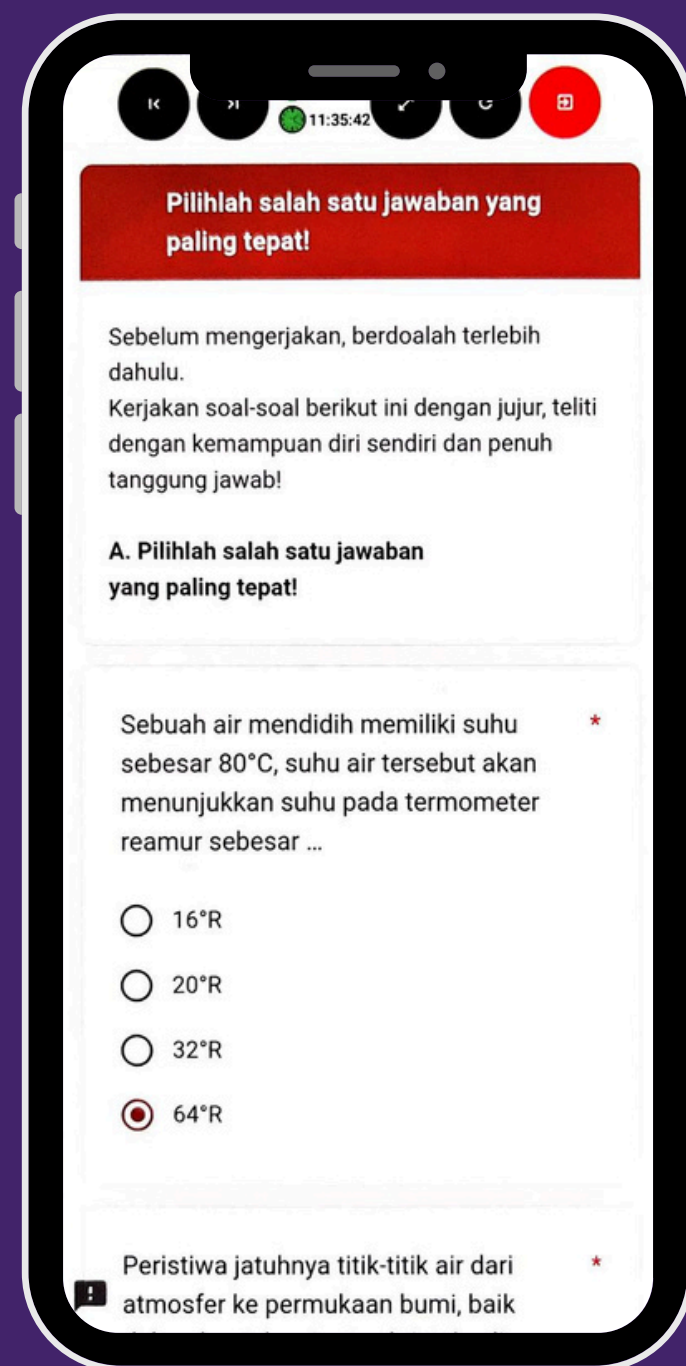 11:35:42
Pilihlah salah satu jawaban yang
paling tepat!
Sebelum mengerjakan, berdoalah terlebih
dahulu.
Kerjakan soal-soal berikut ini dengan jujur, teliti
dengan kemampuan diri sendiri dan penuh
tanggung jawab!
A. Pilihlah salah satu jawaban
yang paling tepat!
Sebuah air mendidih memiliki suhu *
sebesar 80°C, suhu air tersebut akan
menunjukkan suhu pada termometer
reamur sebesar ...
16°R
20°R
32°R
64°R
Peristiwa jatuhnya titik-titik air dari *
atmosfer ke permukaan bumi, baik